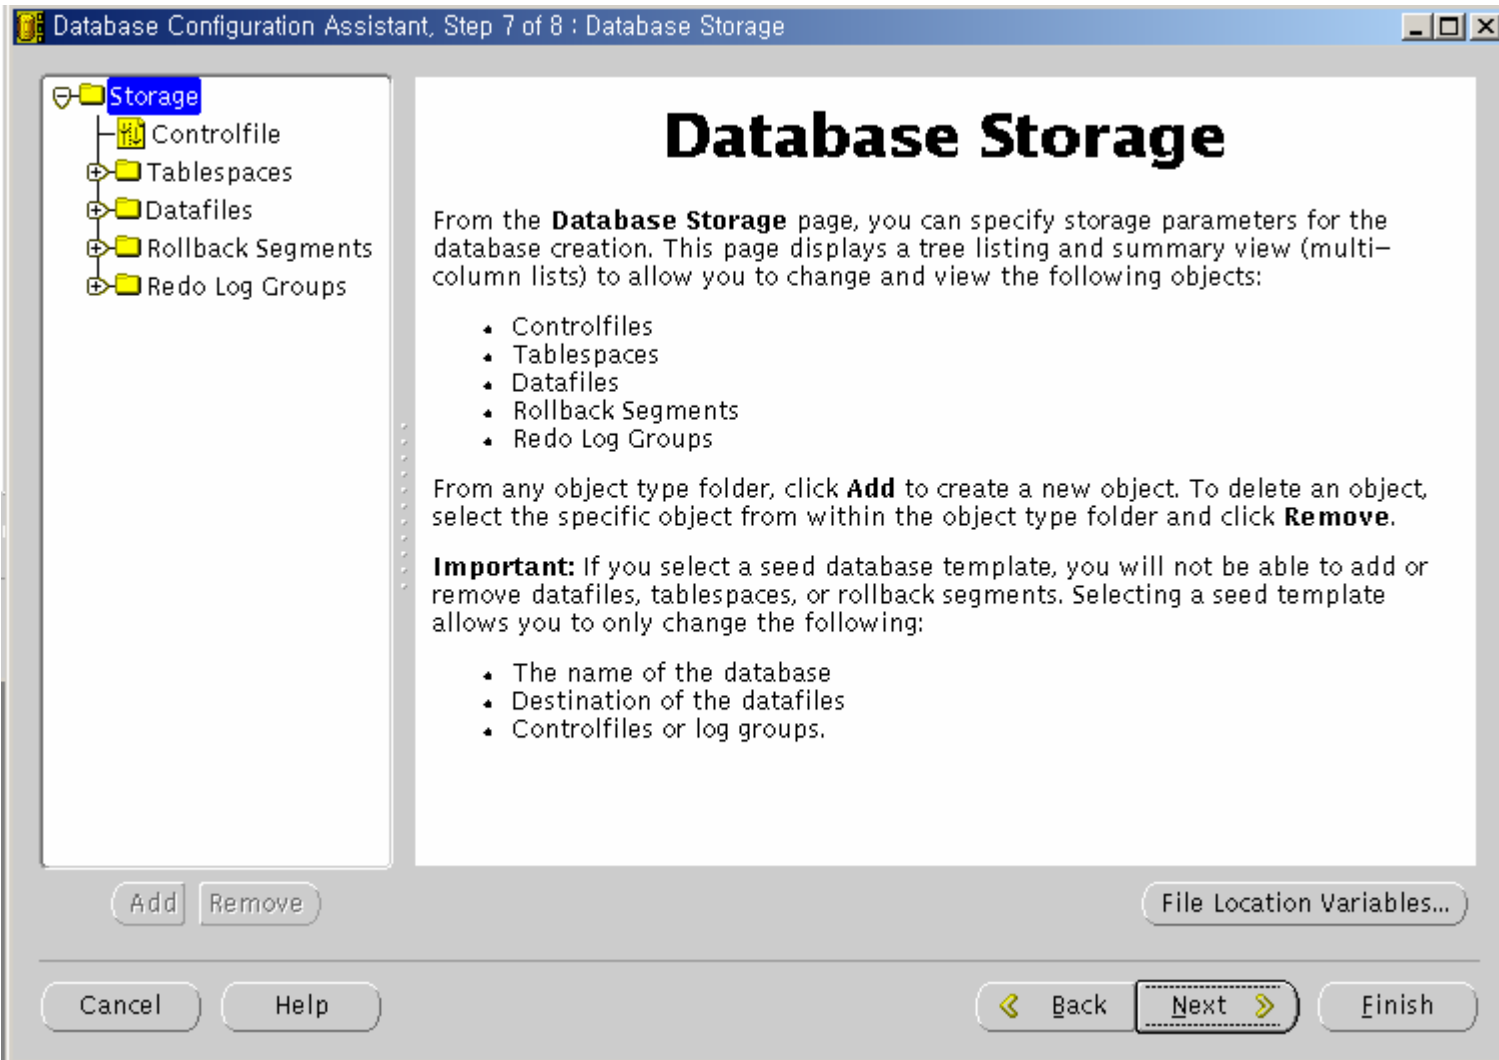 Database Configuration Assistant, Step 7 of 8 : Database Storage
Storage
Controlfile
Tablespaces
Datafiles
Rollback Segments
Redo Log Groups
Database Storage
From the Database Storage page, you can specify storage parameters for the
database creation. This page displays a tree listing and summary view (multi-
column lists) to allow you to change and view the following objects:
• Controlfiles
• Tablespaces
• Datafiles
• Rollback Segments
• Redo Log Groups
From any object type folder, click Add to create a new object. To delete an object,
select the specific object from within the object type folder and click Remove.
Important: If you select a seed database template, you will not be able to add or
remove datafiles, tablespaces, or rollback segments. Selecting a seed template
allows you to only change the following:
• The name of the database
• Destination of the datafiles
• Controlfiles or log groups.
Add Remove File Location Variables...
Cancel Help Back Next Finish